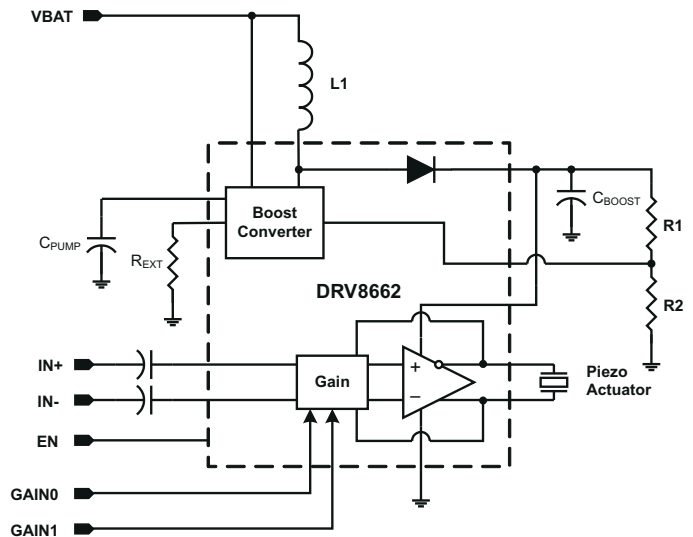 VBAT
L1
Boost
Converter
CBOOST
R1
CPUMP
REXT
R2
DRV8662
IN+
IN-
Gain
+
−
Piezo
Actuator
EN
GAIN0
GAIN1